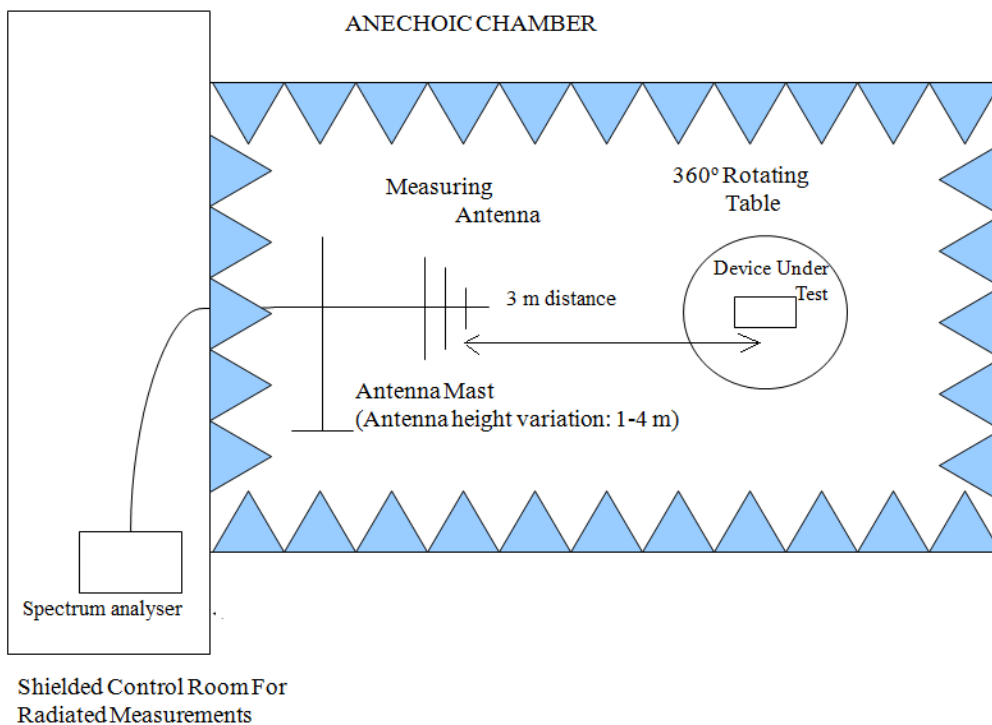 ANECHOIC CHAMBER
Measuring
Antenna
360º Rotating
Table
Device Under
Test
3 m distance
Antenna Mast
(Antenna height variation: 1-4 m)
Spectrum analyser
Shielded Control Room For
Radiated Measurements